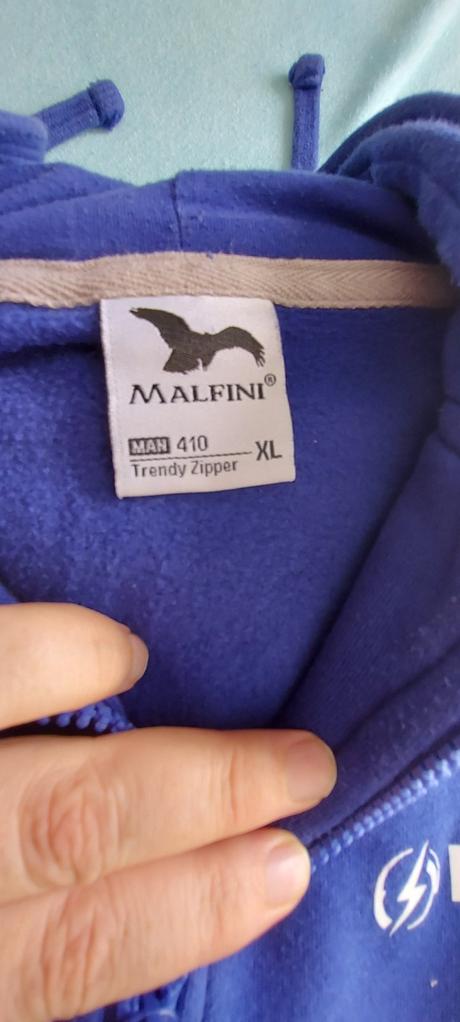 MALFINI®
MAN 410
XL
Trendy Zipper